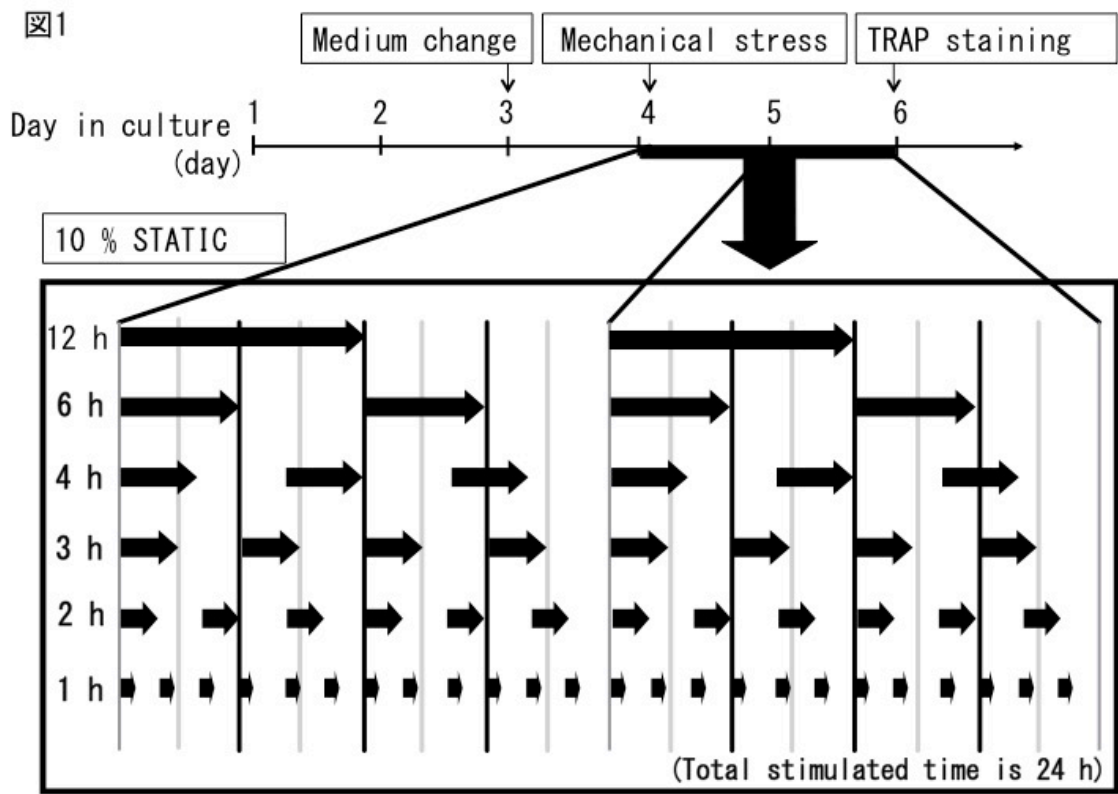 図1
Medium change
Mechanical stress
TRAP staining
Day in culture
(day)
1
2
3
4
5
6
10 % STATIC
12 h
6 h
4 h
3 h
2 h
1 h
(Total stimulated time is 24 h)